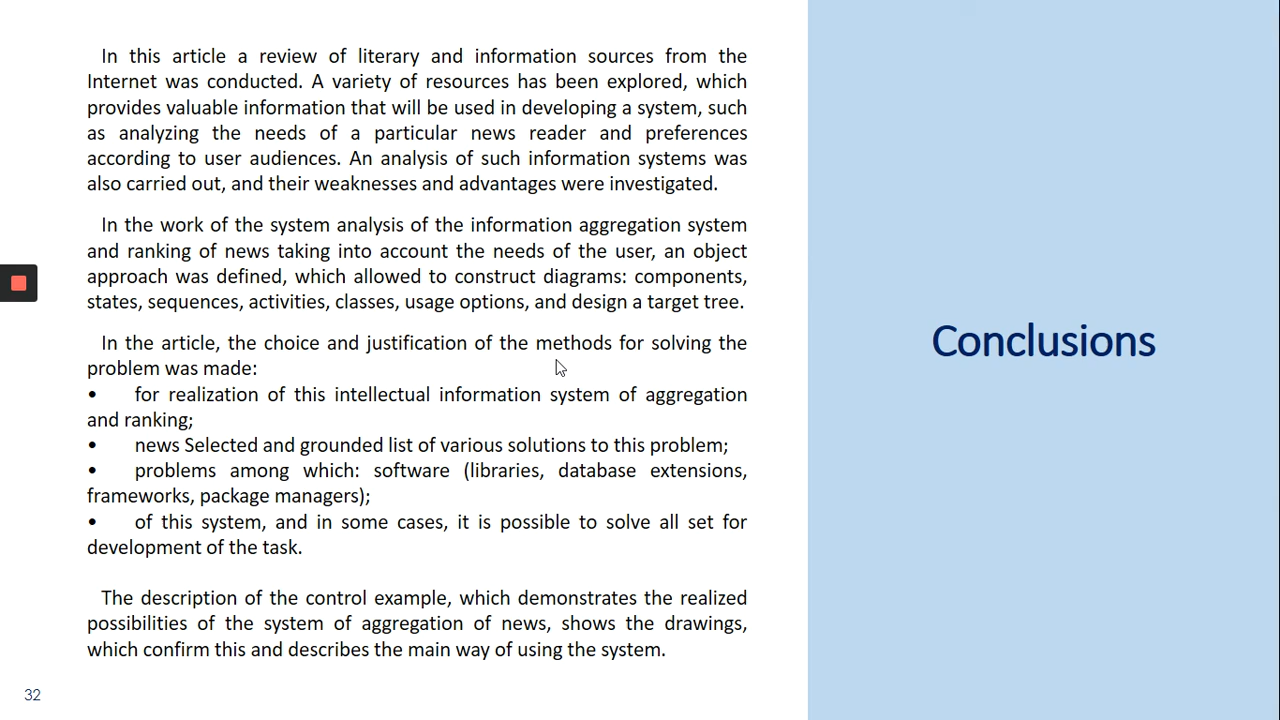 In this article a review of literary and information sources from the
Internet was conducted. A variety of resources has been explored, which
provides valuable information that will be used in developing a system, such
as analyzing the needs of a particular news reader and preferences
according to user audiences. An analysis of such information systems was
also carried out, and their weaknesses and advantages were investigated.
In the work of the system analysis of the information aggregation system
and ranking of news taking into account the needs of the user, an object
approach was defined, which allowed to construct diagrams: components,
states, sequences, activities, classes, usage options, and design a target tree.
In the article, the choice and justification of the methods for solving the
problem was made:
• for realization of this intellectual information system of aggregation
and ranking;
• news Selected and grounded list of various solutions to this problem;
• problems among which: software (libraries, database extensions,
frameworks, package managers);
• of this system, and in some cases, it is possible to solve all set for
development of the task.
The description of the control example, which demonstrates the realized
possibilities of the system of aggregation of news, shows the drawings,
which confirm this and describes the main way of using the system.
32
Conclusions